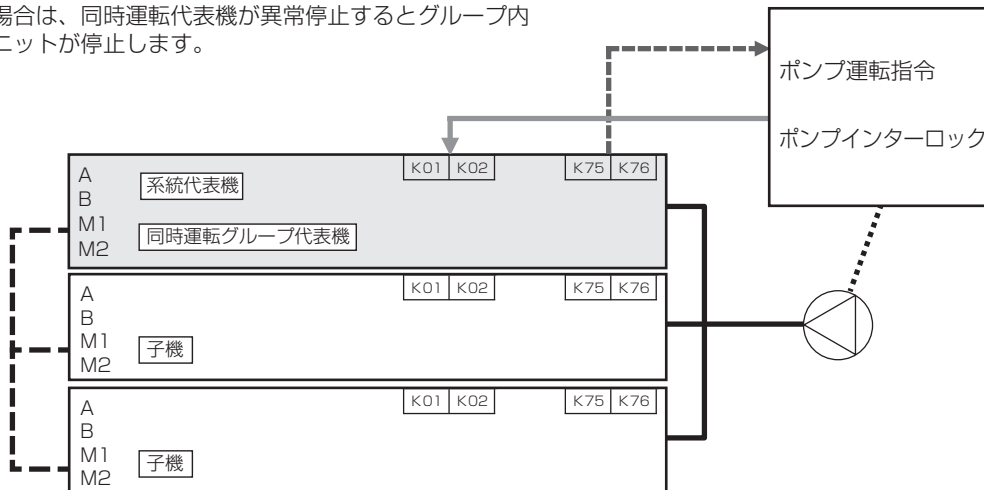 場合は、同時運転代表機が異常停止するとグループ内
ニットが停止します。
ポンプ運転指令
ポンプインターロック
A
B
M1
M2
系統代表機
同時運転グループ代表機
K01 K02
K75 K76
A
B
M1
M2
子機
K01 K02
K75 K76
A
B
M1
M2
子機
K01 K02
K75 K76